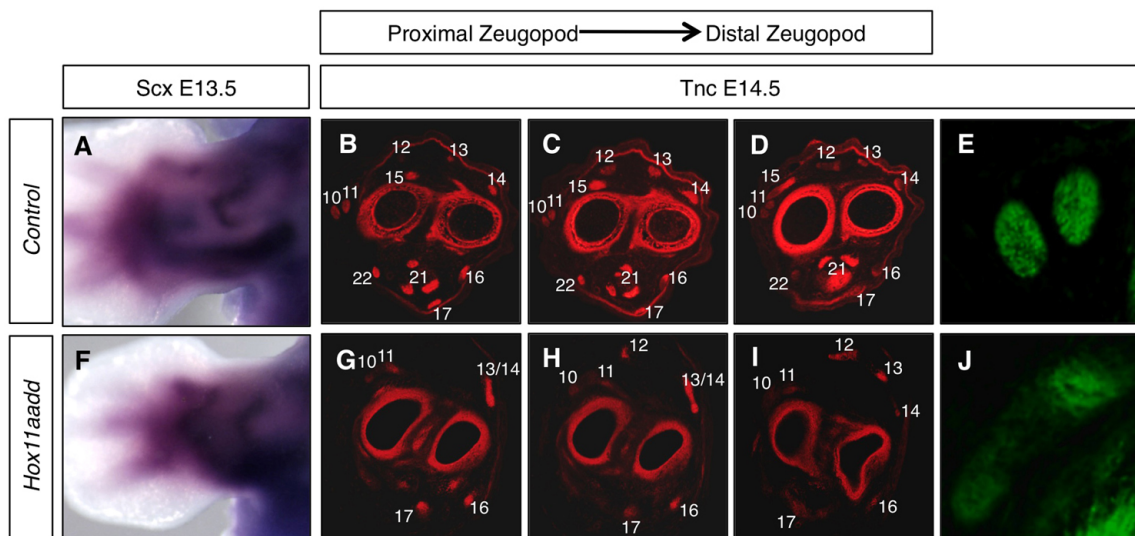 Proximal Zeugopod Distal Zeugopod
Scx E13.5 Tnc E14.5
Control
A B C D E
12 13 12 13 12 13
15 14 15 14 15 14
10 11 10 11 11 10
22 21 16 22 21 16 22 21 16
17 17 17
Hox11aadd
F G H I J
10 11 13/14 12 10 11 13/14 12 13 10 11 14
17 16 17 16 17 16